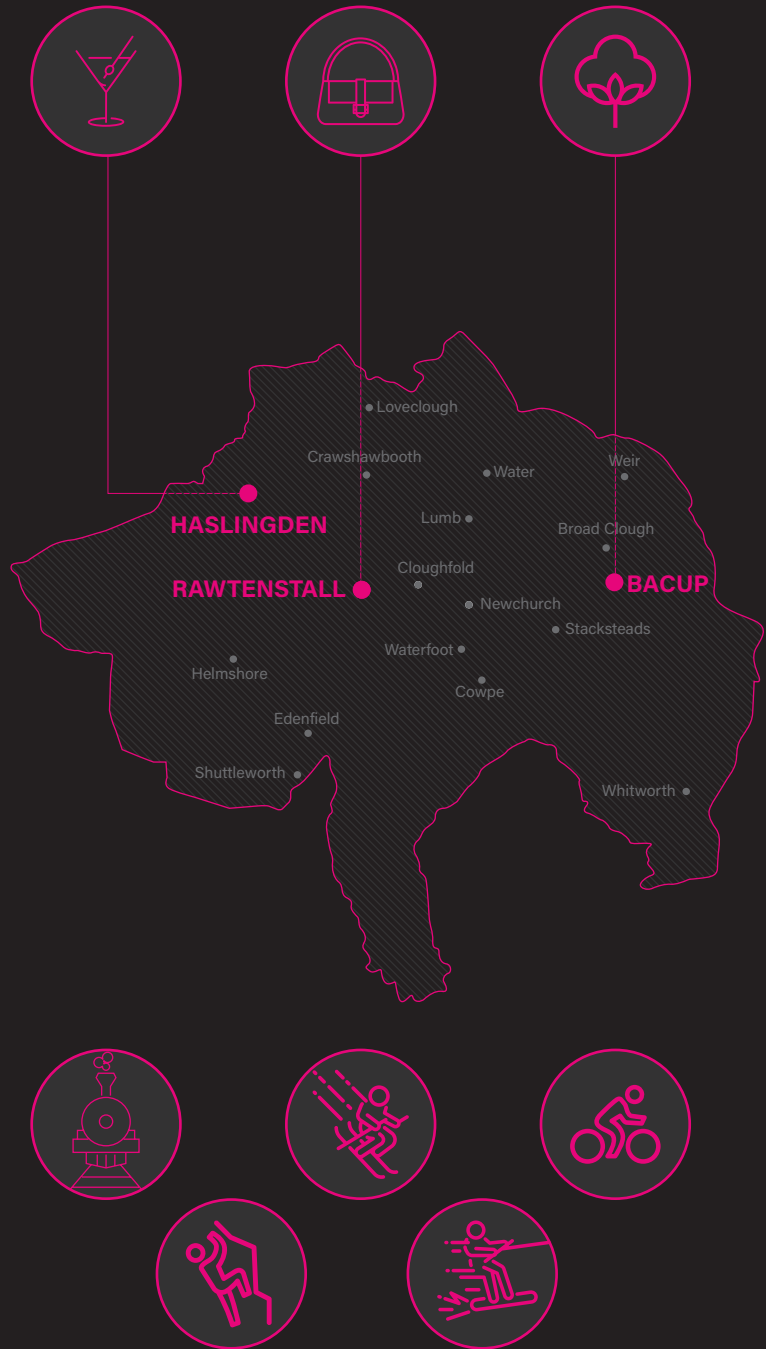 Loveclough
Crawshawbooth
Water
Weir
HASLINGDEN
Lumb
Broad Clough
Cloughfold
RAWTENSTALL
BACUP
Newchurch
Stacksteads
Waterfoot
Helmshore
Cowpe
Edenfield
Shuttleworth
Whitworth